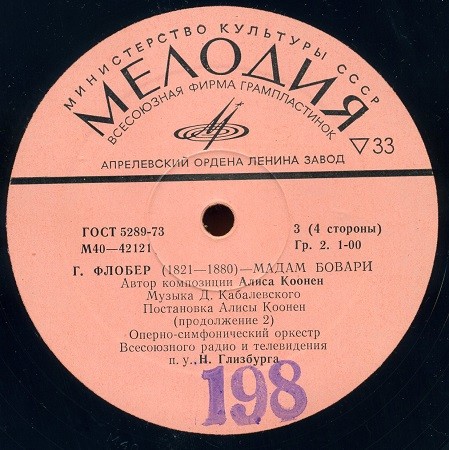 МИНИСТЕРСТВО КУЛЬТУРЫ СССР
МЕЛОДИЯ
ВСЕСОЮЗНАЯ ФИРМА ГРАМПЛАСТИНОК
▽33
АПРЕЛЕВСКИЙ ОРДЕНА ЛЕНИНА ЗАВОД
ГОСТ 5289-73 3 (4 стороны)
М40—42121 Гр. 2. 1-00
Г. ФЛОБЕР (1821—1880)—МАДАМ БОВАРИ
Автор композиции Алиса Коонен
Музыка Д. Кабалевского
Постановка Алисы Коонен
(продолжение 2)
Оперно-симфонический оркестр
Всесоюзного радио и телевидения
п. у. Н. Глизбурга
198